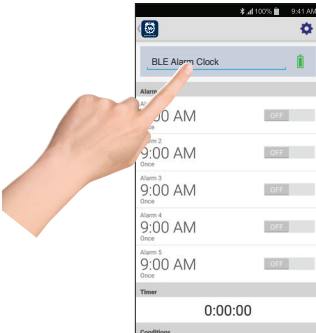 100% 9:41 AM
BLE Alarm Clock
Alarm
9:00 AM OFF
Once
9:00 AM OFF
Once
Alarm 3
9:00 AM OFF
Once
Alarm 4
9:00 AM OFF
Once
Alarm 5
9:00 AM OFF
Once
Timer
0:00:00
Conditions